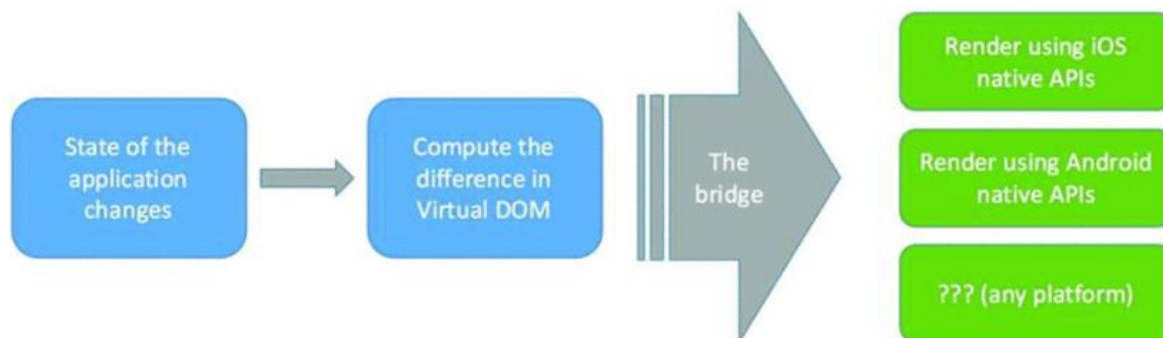 State of the
application
changes
Compute the
difference in
Virtual DOM
The
bridge
Render using iOS
native APIs
Render using Android
native APIs
??? (any platform)